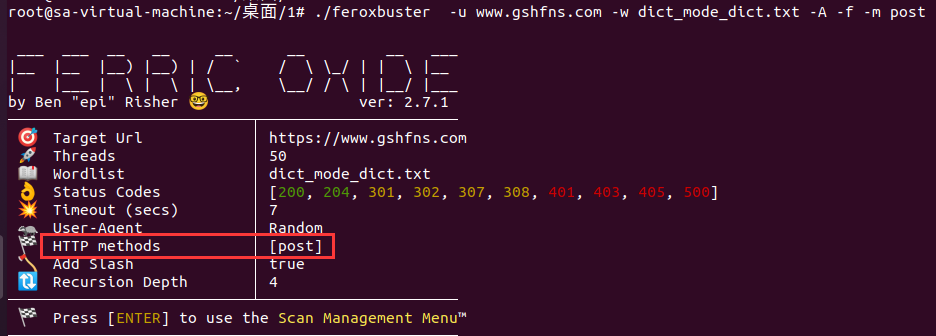 root@sa-virtual-machine:~/桌面/1# ./feroxbuster -u www.gshfns.com -w dict_mode_dict.txt -A -f -m post
FERRIC OXIDE
by Ben "epi" Risher 🤓 ver: 2.7.1
🎯 Target Url https://www.gshfns.com
🚀 Threads 50
📖 Wordlist dict_mode_dict.txt
👌 Status Codes [200, 204, 301, 302, 307, 308, 401, 403, 405, 500]
💥 Timeout (secs) 7
🦡 User-Agent Random
🏁 HTTP methods [post]
🪓 Add Slash true
🔃 Recursion Depth 4
🏁 Press [ENTER] to use the Scan Management Menu™